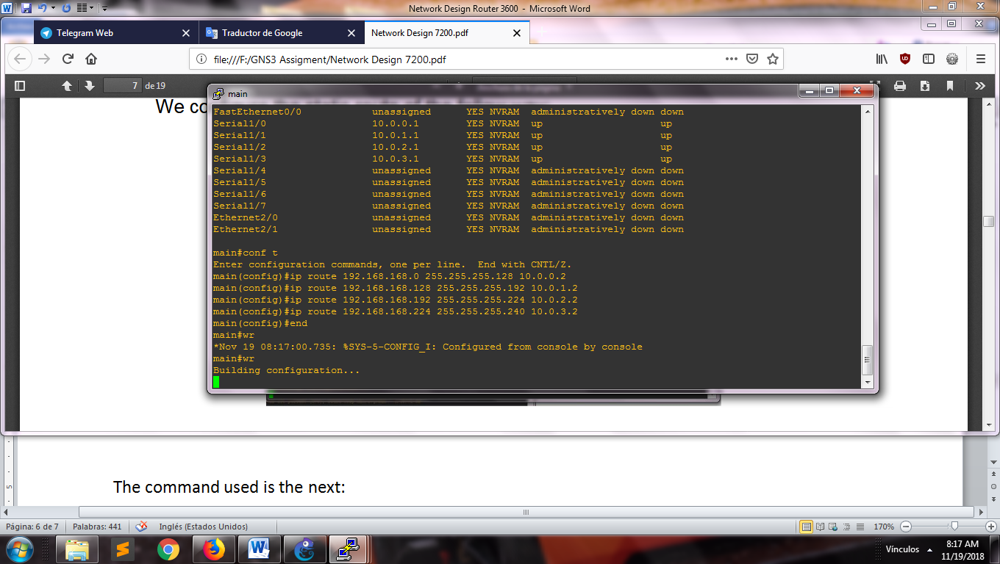 Network Design Router 3600 - Microsoft Word
Telegram Web
Traductor de Google
Network Design 7200.pdf
file:///F:/GNS3 Assigment/Network Design 7200.pdf
7 de 19
We co
main
FastEthernet0/0 unassigned YES NVRAM administratively down down
Serial1/0 10.0.0.1 YES NVRAM up up
Serial1/1 10.0.1.1 YES NVRAM up up
Serial1/2 10.0.2.1 YES NVRAM up up
Serial1/3 10.0.3.1 YES NVRAM up up
Serial1/4 unassigned YES NVRAM administratively down down
Serial1/5 unassigned YES NVRAM administratively down down
Serial1/6 unassigned YES NVRAM administratively down down
Serial1/7 unassigned YES NVRAM administratively down down
Ethernet2/0 unassigned YES NVRAM administratively down down
Ethernet2/1 unassigned YES NVRAM administratively down down
main#conf t
Enter configuration commands, one per line.  End with CNTL/Z.
main(config)#ip route 192.168.168.0 255.255.255.128 10.0.0.2
main(config)#ip route 192.168.168.128 255.255.255.192 10.0.1.2
main(config)#ip route 192.168.168.192 255.255.255.224 10.0.2.2
main(config)#ip route 192.168.168.224 255.255.255.240 10.0.3.2
main(config)#end
main#wr
*Nov 19 08:17:00.735: %SYS-5-CONFIG_I: Configured from console by console
main#wr
Building configuration...
The command used is the next:
5
Página: 6 de 7 Palabras: 441 Inglés (Estados Unidos) 170%
Vínculos
8:17 AM
11/19/2018